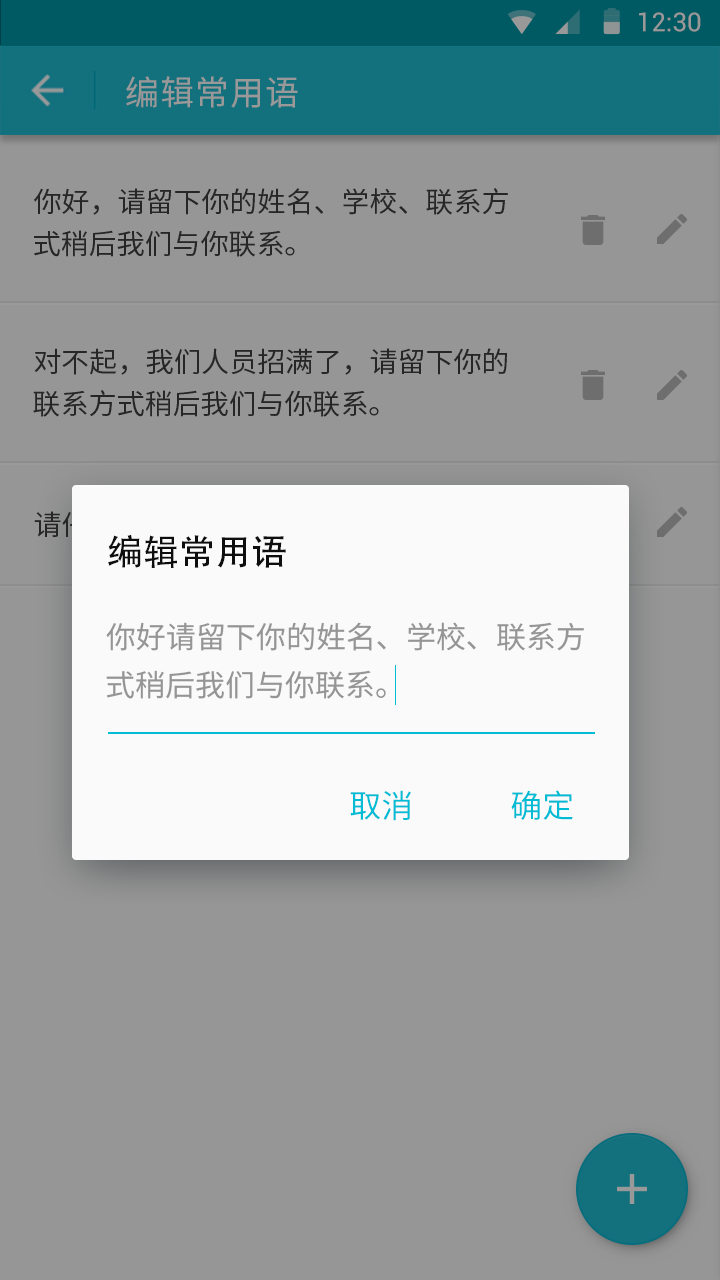 12:30
编辑常用语
你好，请留下你的姓名、学校、联系方
式稍后我们与你联系。
对不起，我们人员招满了，请留下你的
联系方式稍后我们与你联系。
请
编辑常用语
你好请留下你的姓名、学校、联系方
式稍后我们与你联系。
取消
确定